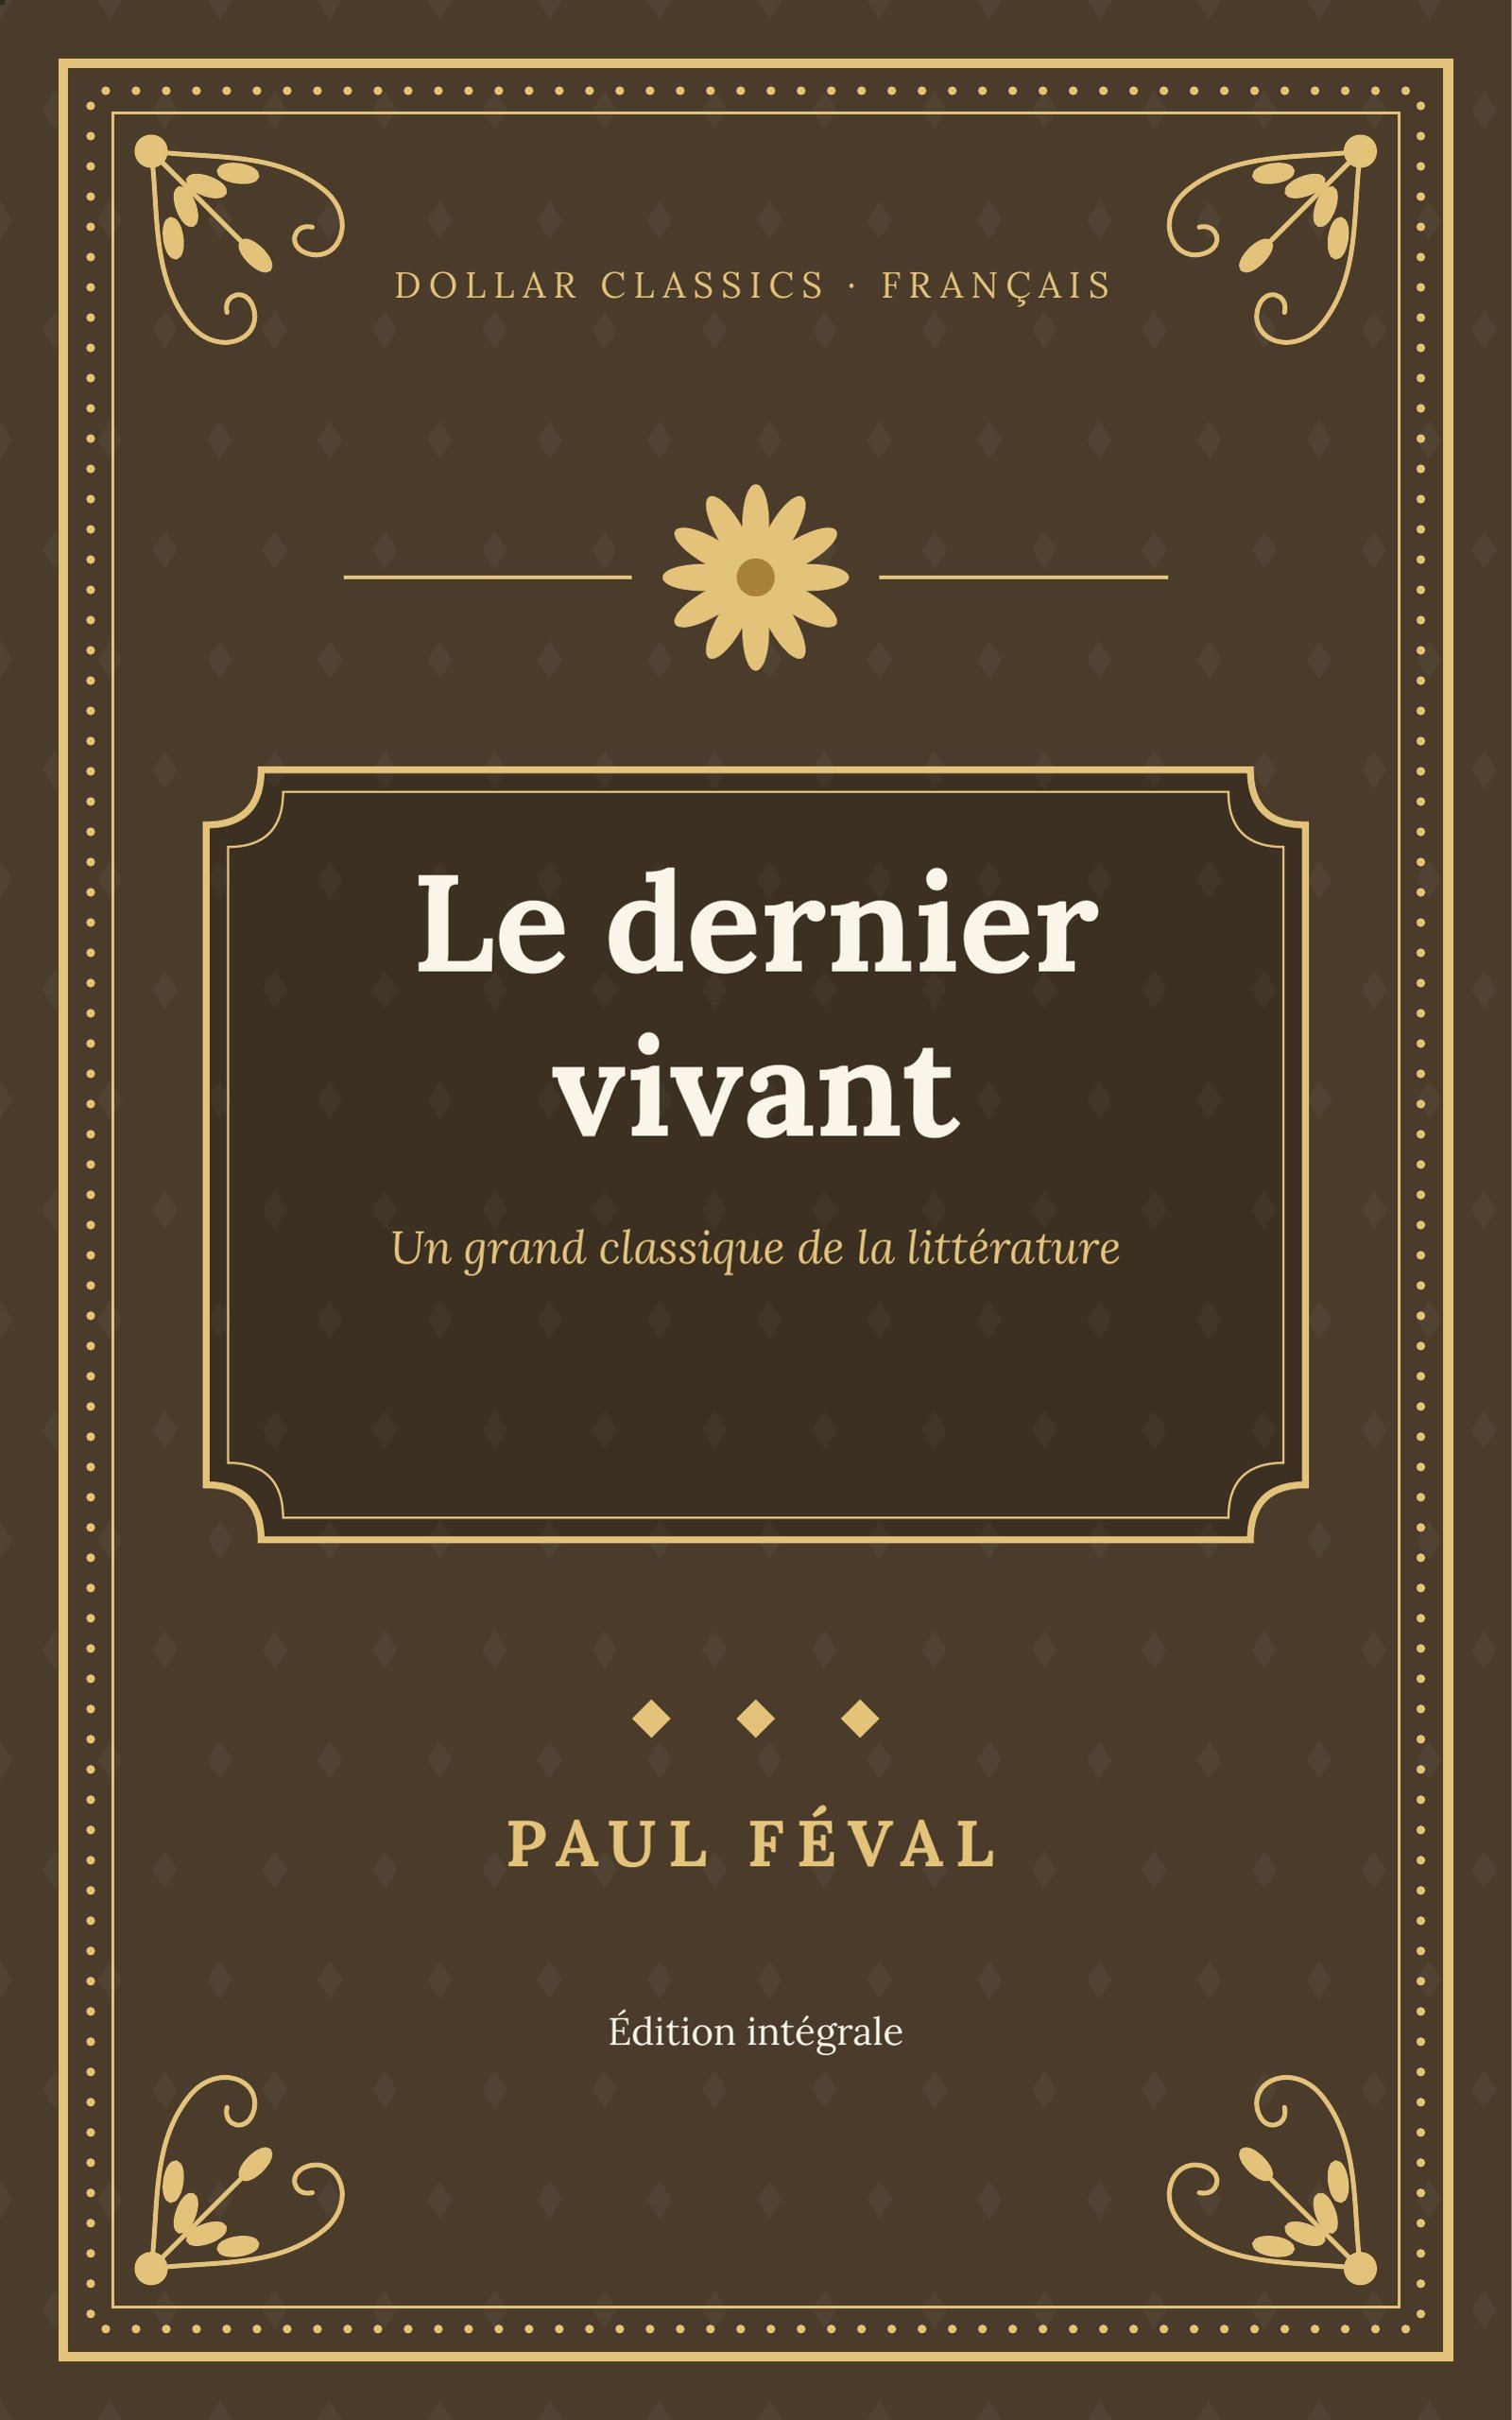 DOLLAR CLASSICS · FRANÇAIS
Le dernier
vivant
Un grand classique de la littérature
PAUL FÉVAL
Édition intégrale